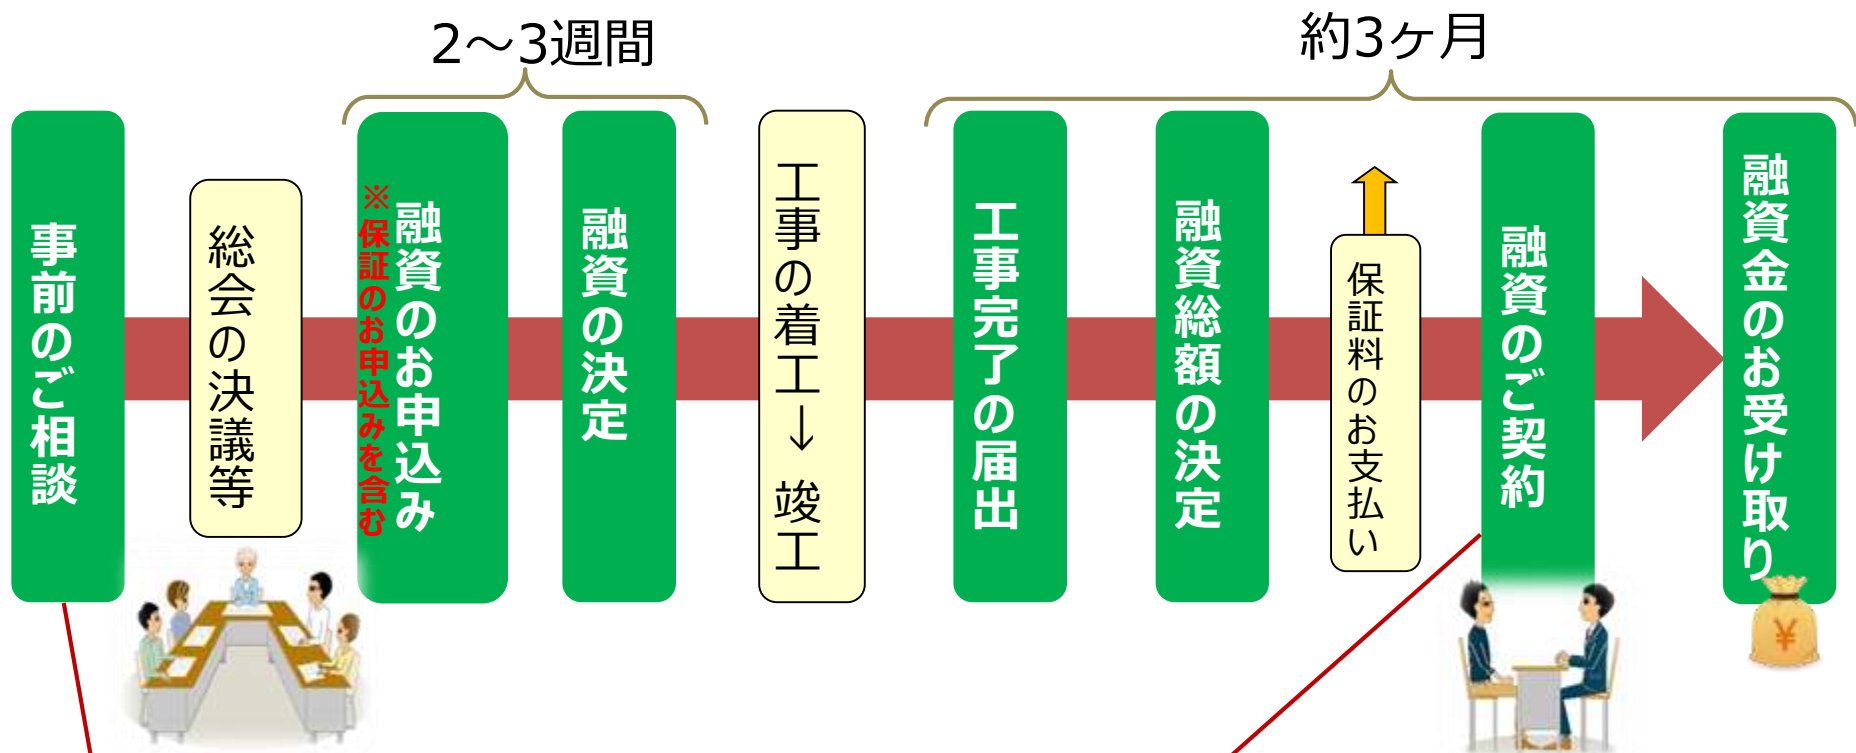 2～3週間
約3ヶ月
事前のご相談
総会の決議等
融資のお申込み
※保証のお申込みを含む
融資の決定
工事の着工→竣工
工事完了の届出
融資総額の決定
保証料のお支払い
融資のご契約
融資金のお受け取り
¥